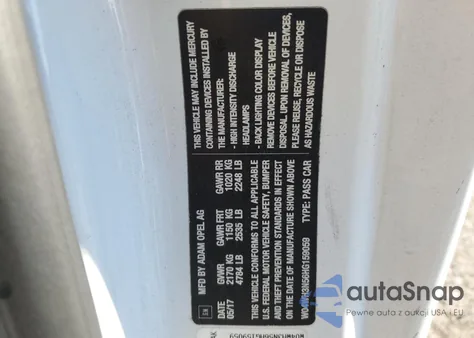 MFD BY ADAM OPEL AG
05/17 GVWR GAWR FRT GAWR RR
2170 KG 1150 KG 1020 KG
4784 LB 2535 LB 2248 LB
THIS VEHICLE CONFORMS TO ALL APPLICABLE
U.S. FEDERAL MOTOR VEHICLE SAFETY, BUMPER
AND THEFT PREVENTION STANDARDS IN EFFECT
ON THE DATE OF MANUFACTURE SHOWN ABOVE
TYPE: PASS CAR
THIS VEHICLE MAY INCLUDE MERCURY
CONTAINING DEVICES INSTALLED BY
THE MANUFACTURER:
- HIGH INTENSITY DISCHARGE
HEADLAMPS
- BACK LIGHTING COLOR DISPLAY
REMOVE DEVICES BEFORE VEHICLE
DISPOSAL. UPON REMOVAL OF DEVICES,
PLEASE REUSE, RECYCLE OR DISPOSE
AS HAZARDOUS WASTE
autoSnap
Pewne auta z aukcji w USA